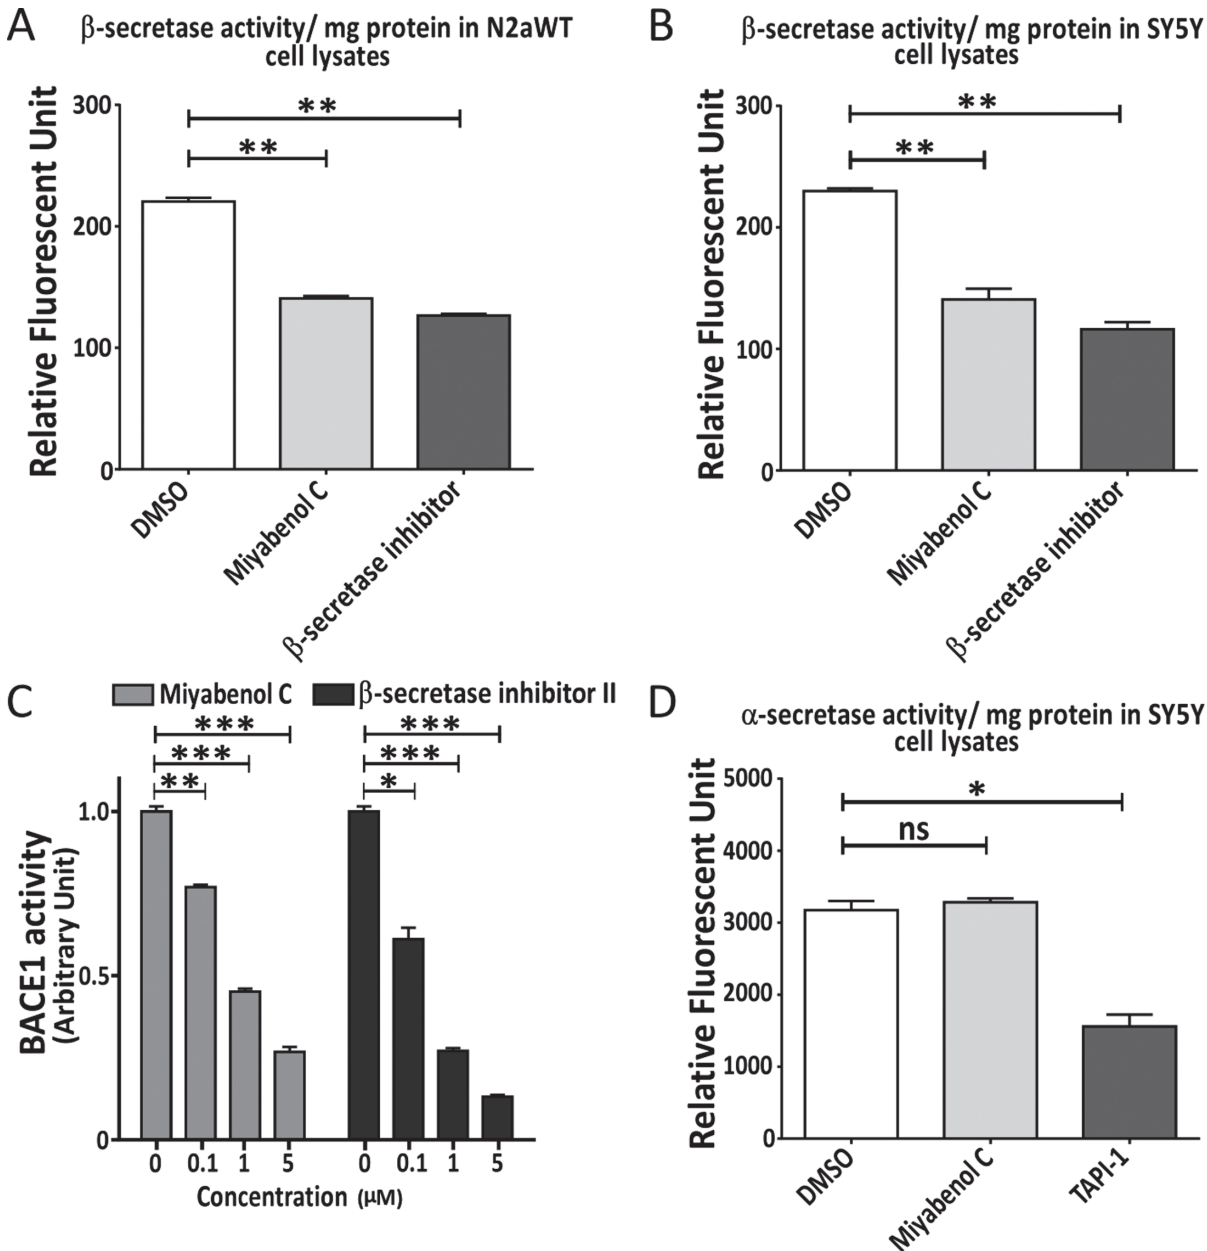 A
β-secretase activity/ mg protein in N2aWT
cell lysates
Relative Fluorescent Unit
300
200
100
0
**
**
DMSO
Miyabenol C
β-secretase inhibitor
B
β-secretase activity/ mg protein in SY5Y
cell lysates
Relative Fluorescent Unit
300
200
100
0
**
**
DMSO
Miyabenol C
β-secretase inhibitor
C
Miyabenol C
β-secretase inhibitor II
BACE1 activity
(Arbitrary Unit)
1.0
0.5
0
***
***
**
***
***
*
0 0.1 1 5 0 0.1 1 5
Concentration (μM)
D
α-secretase activity/ mg protein in SY5Y
cell lysates
Relative Fluorescent Unit
5000
4000
3000
2000
1000
0
*
ns
DMSO
Miyabenol C
TAPI-1